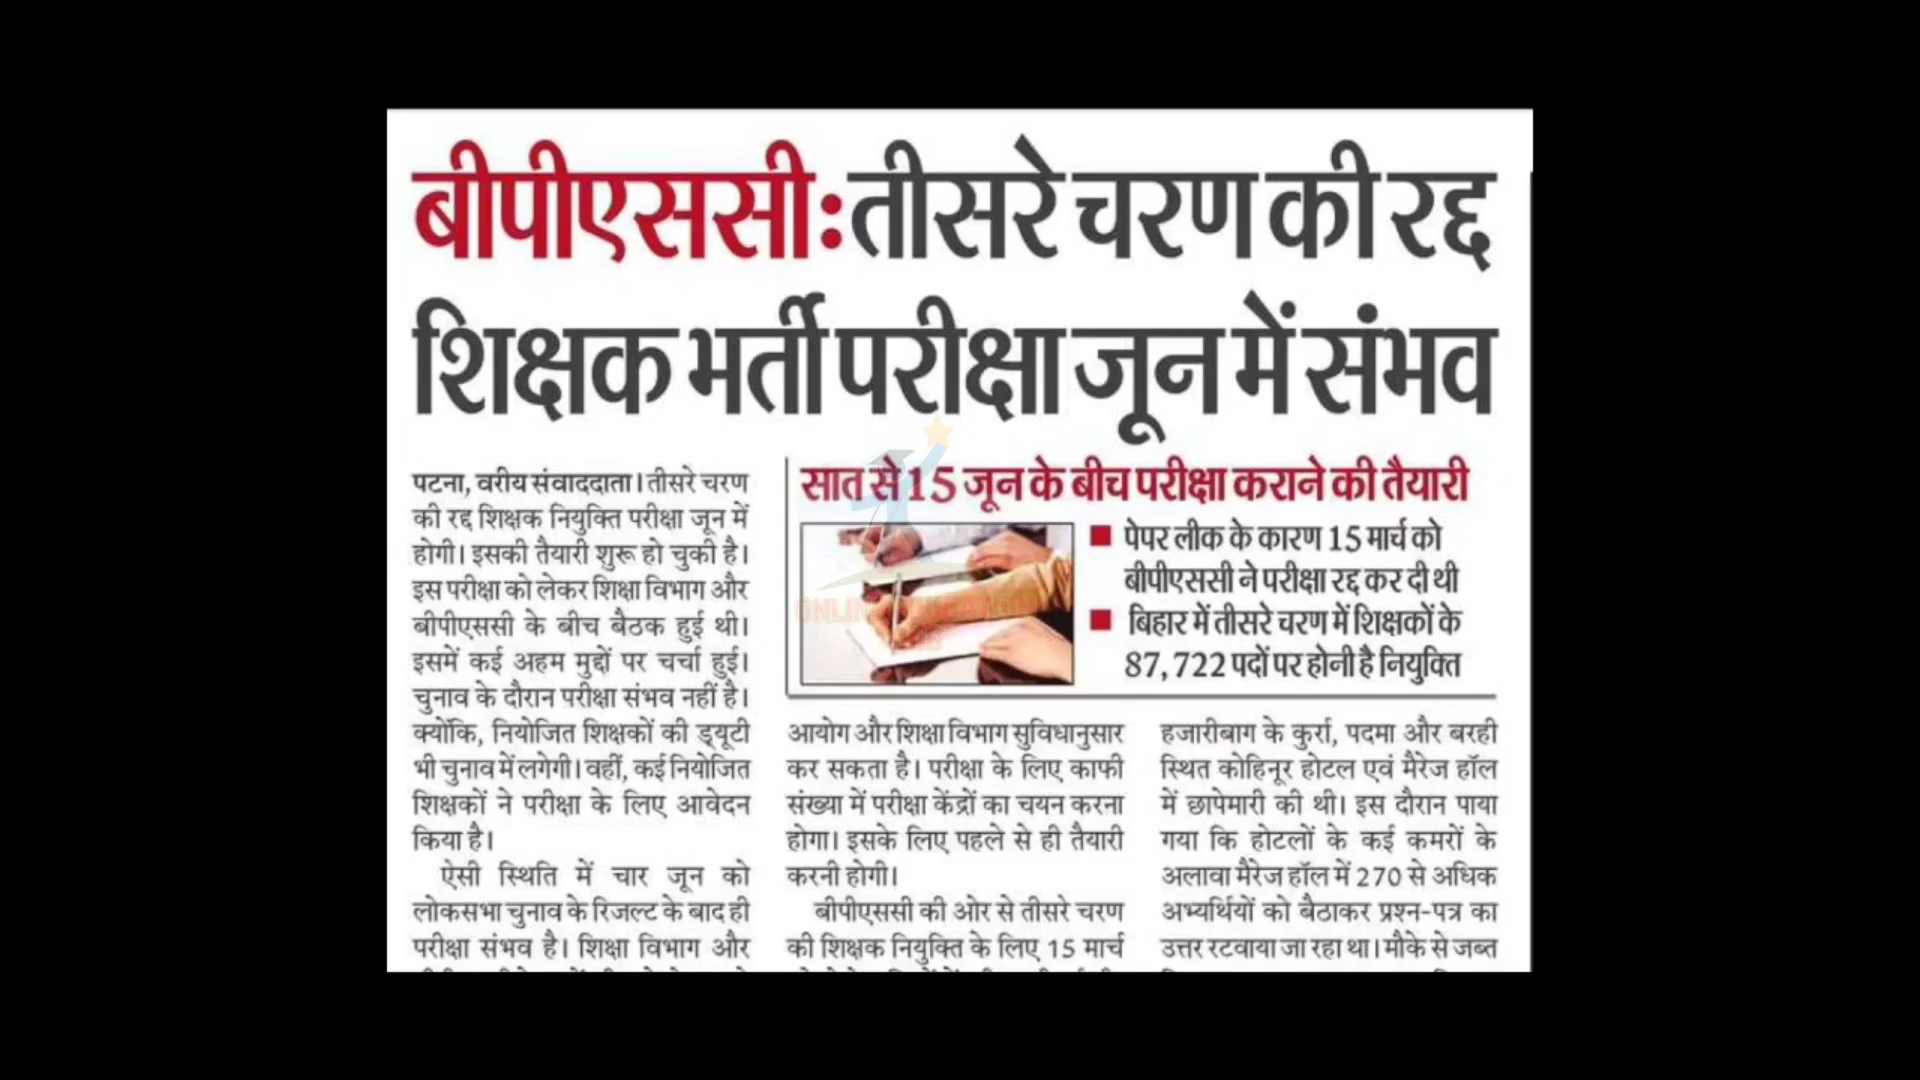 बीपीएससी: तीसरे चरण की रद्द
शिक्षक भर्ती परीक्षा जून में संभव
पटना, वरीय संवाददाता। तीसरे चरण
की रद्द शिक्षक नियुक्ति परीक्षा जून में
होगी। इसकी तैयारी शुरू हो चुकी है।
इस परीक्षा को लेकर शिक्षा विभाग और
बीपीएससी के बीच बैठक हुई थी।
इसमें कई अहम मुद्दों पर चर्चा हुई।
चुनाव के दौरान परीक्षा संभव नहीं है।
क्योंकि, नियोजित शिक्षकों की ड्यूटी
भी चुनाव में लगेगी। वहीं, कई नियोजित
शिक्षकों ने परीक्षा के लिए आवेदन
किया है।
ऐसी स्थिति में चार जून को
लोकसभा चुनाव के रिजल्ट के बाद ही
परीक्षा संभव है। शिक्षा विभाग और
सात से 15 जून के बीच परीक्षा कराने की तैयारी
■ पेपर लीक के कारण 15 मार्च को
बीपीएससी ने परीक्षा रद्द कर दी थी
■ बिहार में तीसरे चरण में शिक्षकों के
87,722 पदों पर होनी है नियुक्ति
आयोग और शिक्षा विभाग सुविधानुसार
कर सकता है। परीक्षा के लिए काफी
संख्या में परीक्षा केंद्रों का चयन करना
होगा। इसके लिए पहले से ही तैयारी
करनी होगी।
बीपीएससी की ओर से तीसरे चरण
की शिक्षक नियुक्ति के लिए 15 मार्च
हजारीबाग के कुर्रा, पदमा और बरही
स्थित कोहिनूर होटल एवं मैरेज हॉल
में छापेमारी की थी। इस दौरान पाया
गया कि होटलों के कई कमरों के
अलावा मैरेज हॉल में 270 से अधिक
अभ्यर्थियों को बैठाकर प्रश्न-पत्र का
उत्तर रटवाया जा रहा था। मौके से जब्त